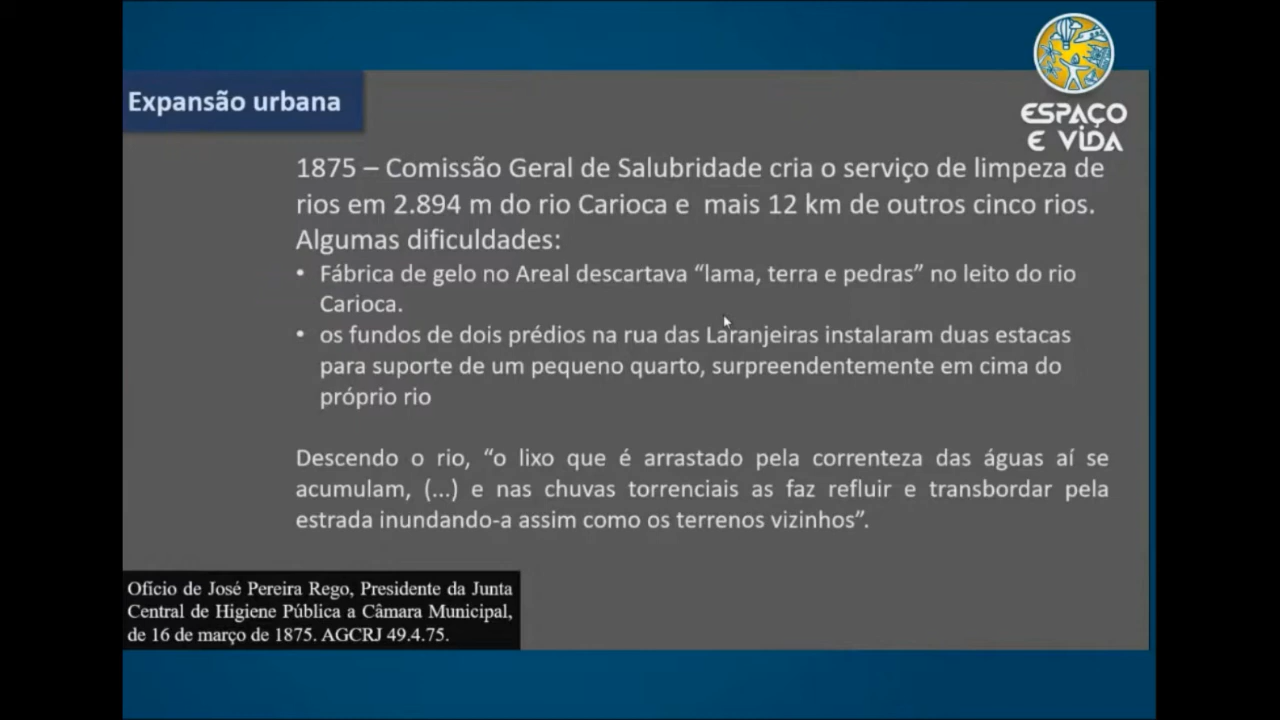 Expansão urbana
ESPAÇO
E VIDA
1875 – Comissão Geral de Salubridade cria o serviço de limpeza de
rios em 2.894 m do rio Carioca e mais 12 km de outros cinco rios.
Algumas dificuldades:
• Fábrica de gelo no Areal descartava “lama, terra e pedras” no leito do rio
Carioca.
• os fundos de dois prédios na rua das Laranjeiras instalaram duas estacas
para suporte de um pequeno quarto, surpreendentemente em cima do
próprio rio
Descendo o rio, “o lixo que é arrastado pela correnteza das águas aí se
acumulam, (...) e nas chuvas torrenciais as faz refluir e transbordar pela
estrada inundando-a assim como os terrenos vizinhos”.
Ofício de José Pereira Rego, Presidente da Junta
Central de Higiene Pública a Câmara Municipal,
de 16 de março de 1875. AGCRJ 49.4.75.